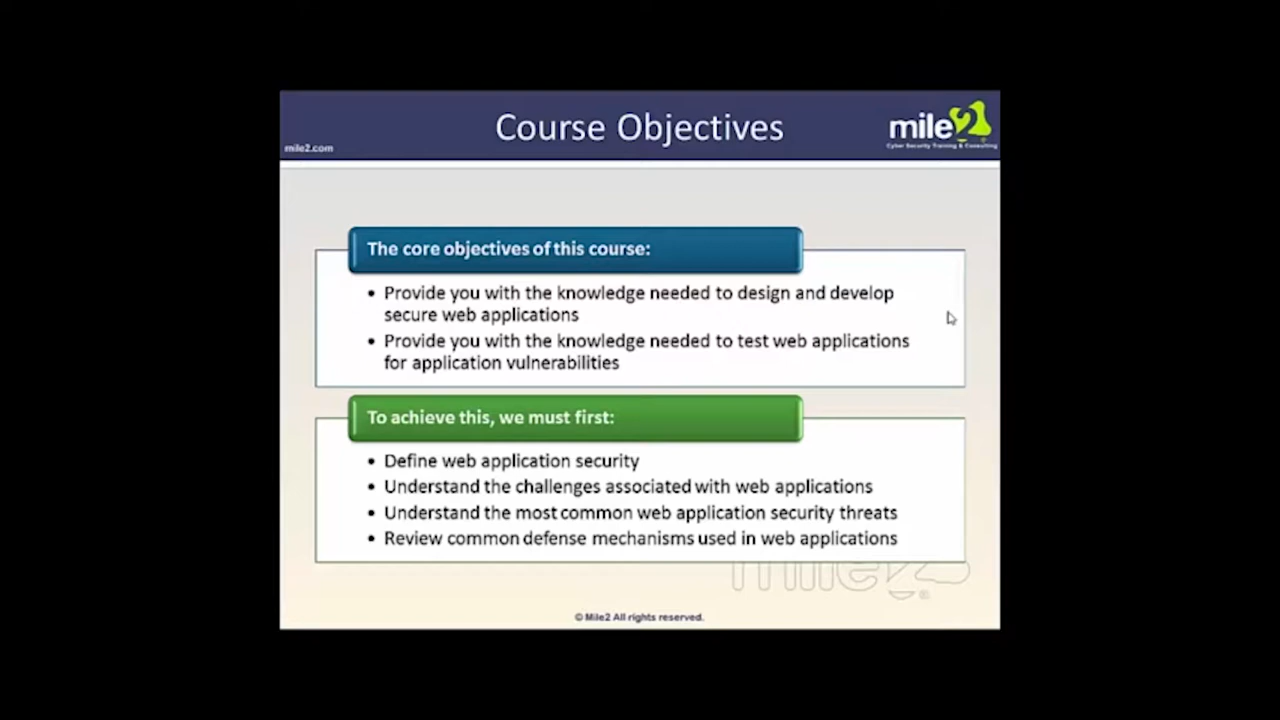 Course Objectives
mile2
Cyber Security Training & Consulting
mile2.com
The core objectives of this course:
• Provide you with the knowledge needed to design and develop
secure web applications
• Provide you with the knowledge needed to test web applications
for application vulnerabilities
To achieve this, we must first:
• Define web application security
• Understand the challenges associated with web applications
• Understand the most common web application security threats
• Review common defense mechanisms used in web applications
mile2
®
© Mile2 All rights reserved.